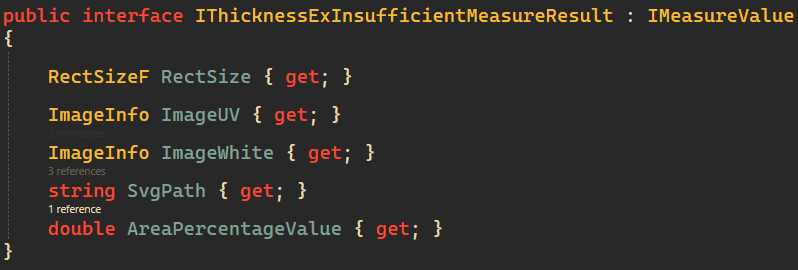 public interface IThicknessExInsufficientMeasureResult : IMeasureValue
{
RectSizeF RectSize { get; }
ImageInfo ImageUV { get; }
3 references
ImageInfo ImageWhite { get; }
3 references
string SvgPath { get; }
1 reference
double AreaPercentageValue { get; }
}